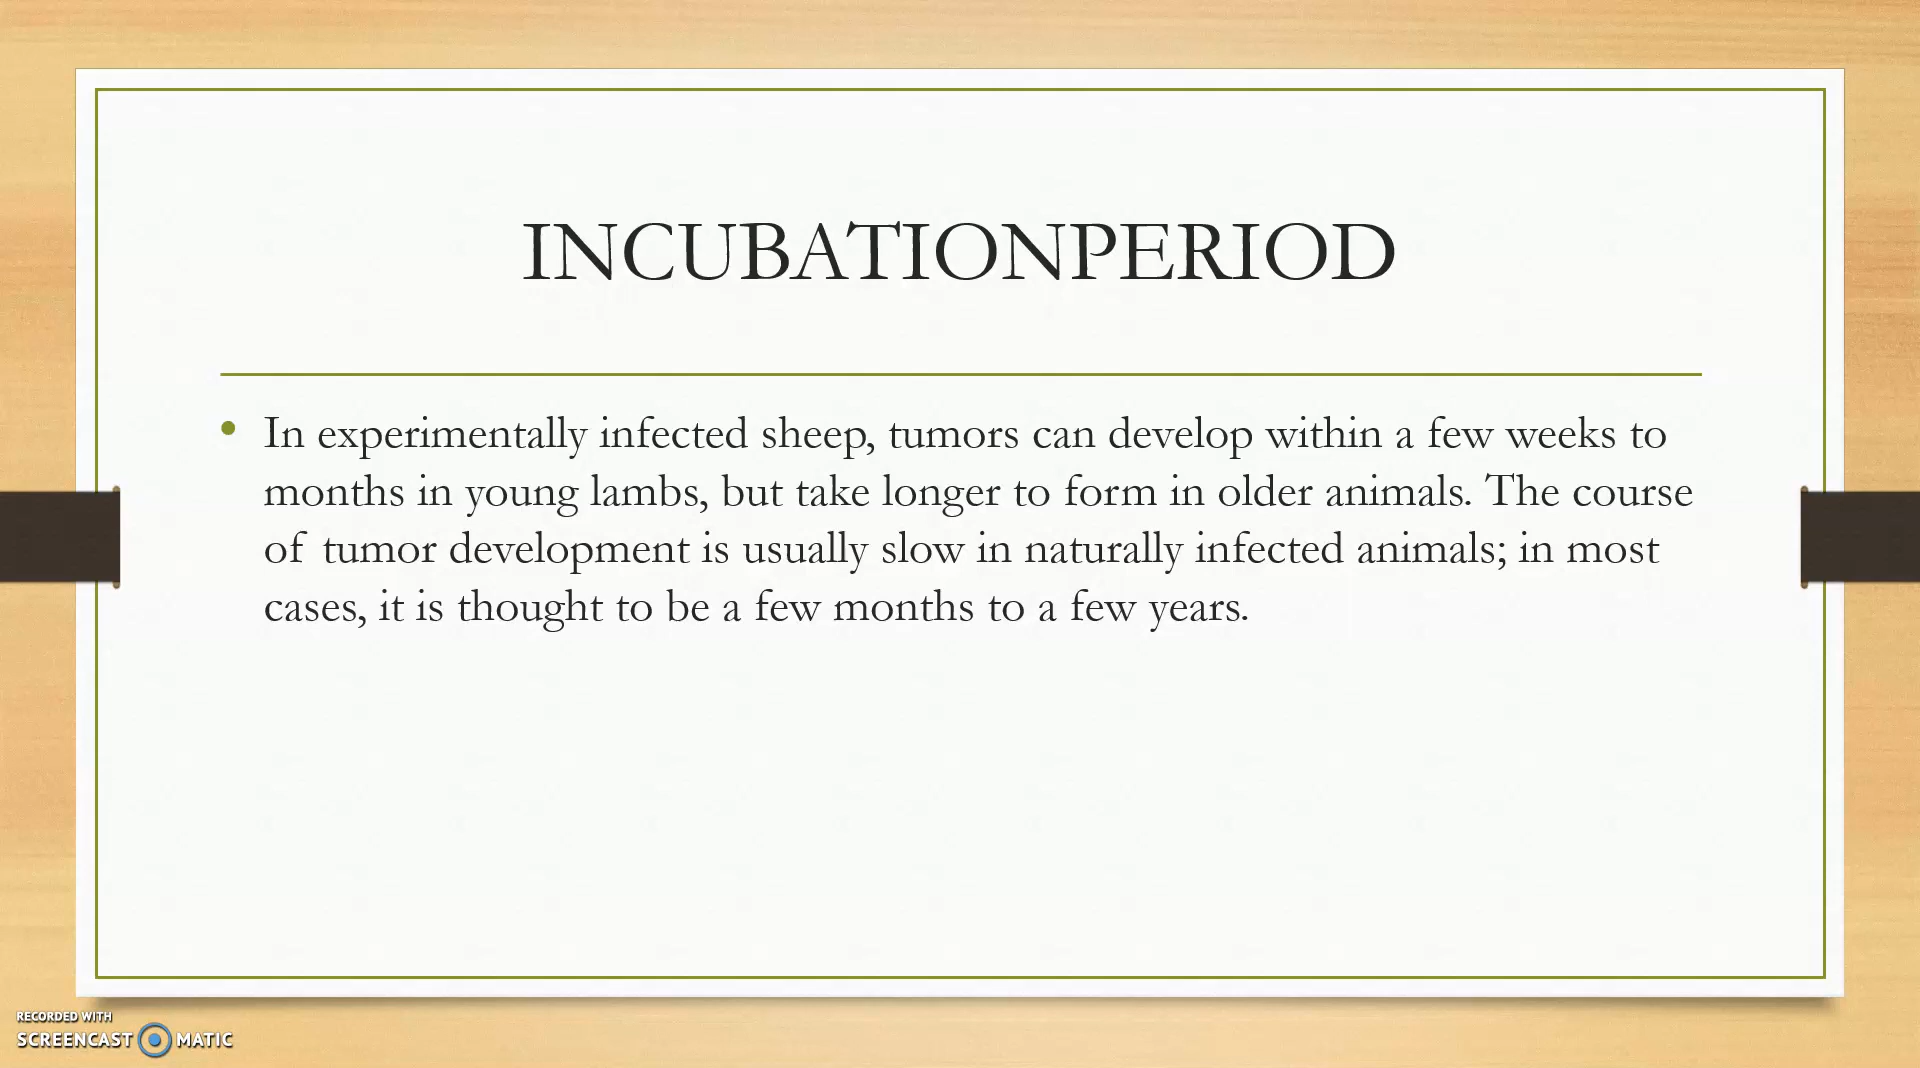 INCUBATIONPERIOD
• In experimentally infected sheep, tumors can develop within a few weeks to
months in young lambs, but take longer to form in older animals. The course
of tumor development is usually slow in naturally infected animals; in most
cases, it is thought to be a few months to a few years.
RECORDED WITH
SCREENCAST MATIC